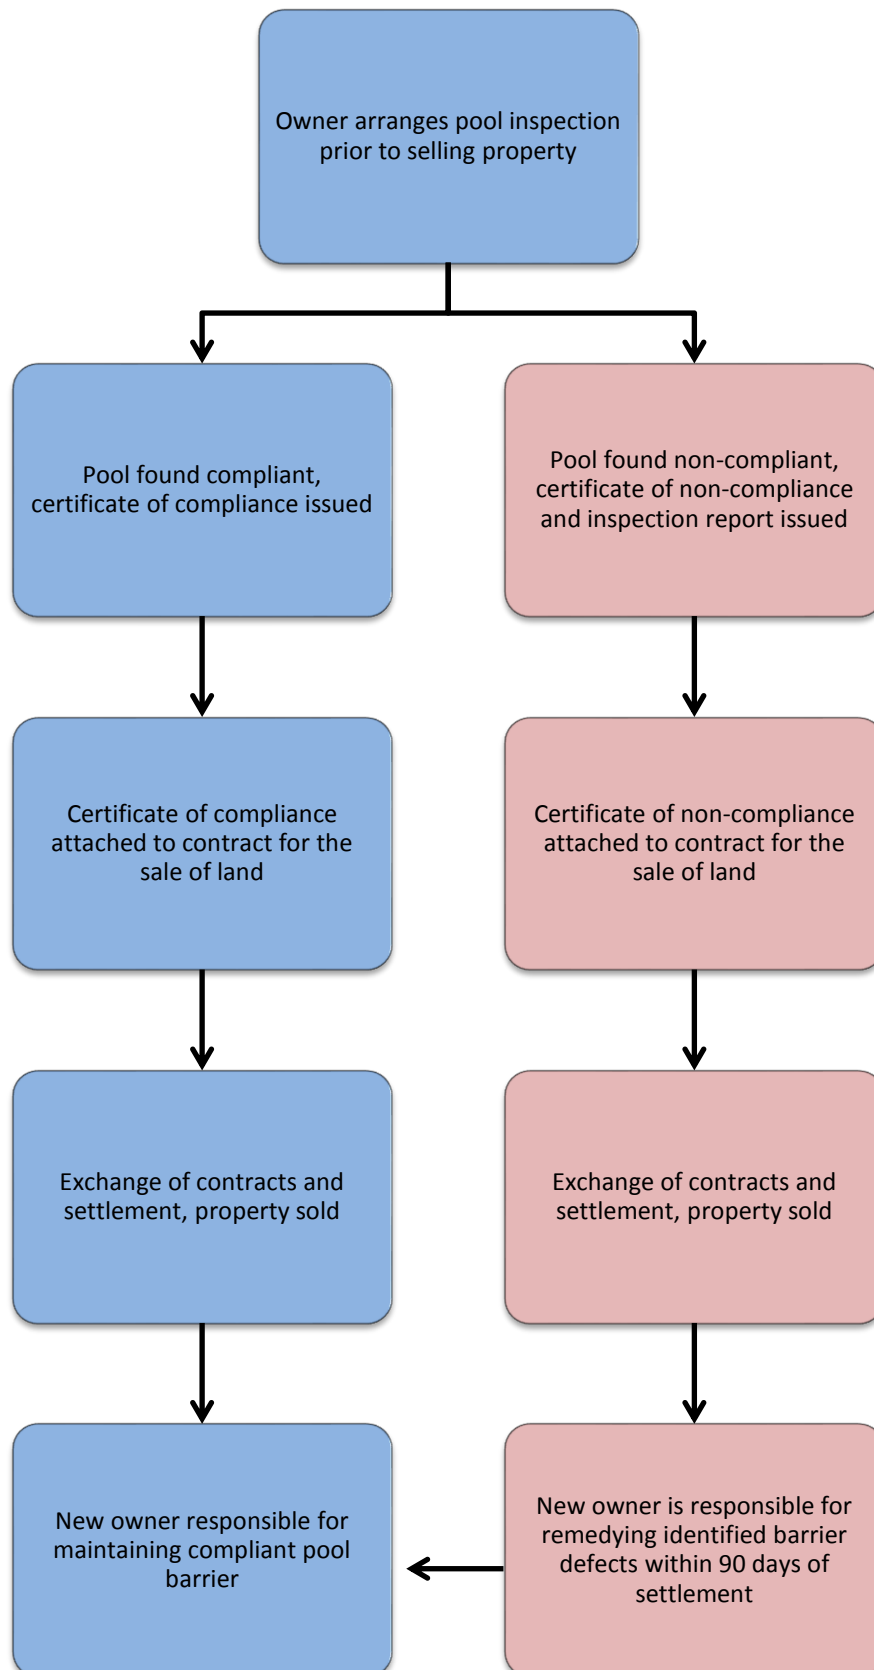 Owner arranges pool inspection
prior to selling property
Pool found compliant,
certificate of compliance issued
Pool found non-compliant,
certificate of non-compliance
and inspection report issued
Certificate of compliance
attached to contract for the
sale of land
Certificate of non-compliance
attached to contract for the
sale of land
Exchange of contracts and
settlement, property sold
Exchange of contracts and
settlement, property sold
New owner responsible for
maintaining compliant pool
barrier
New owner is responsible for
remedying identified barrier
defects within 90 days of
settlement